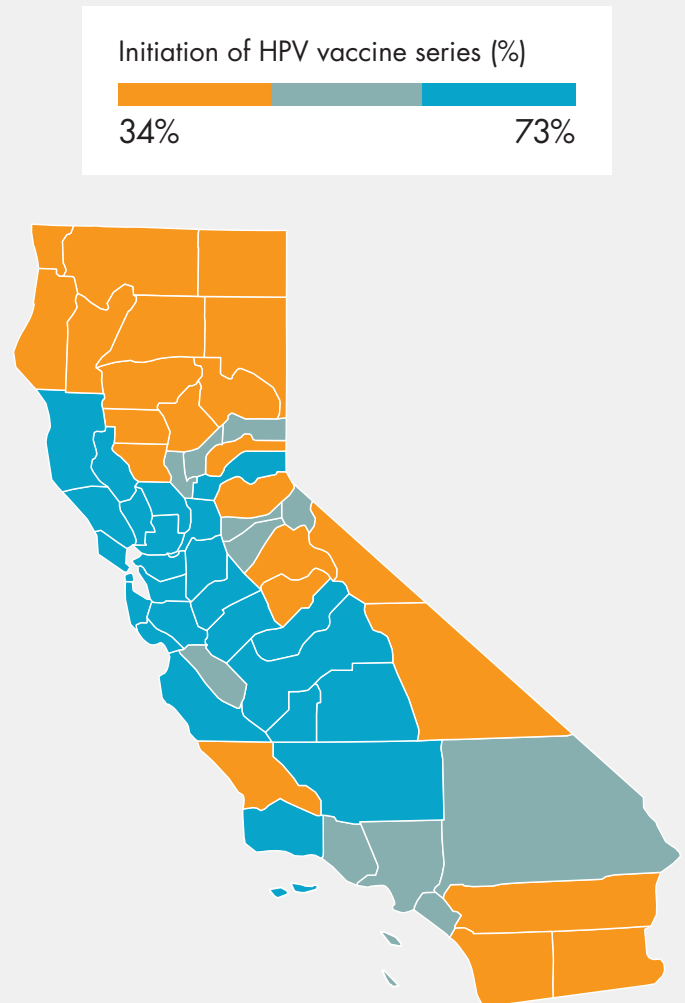 Initiation of HPV vaccine series (%)
34% 73%